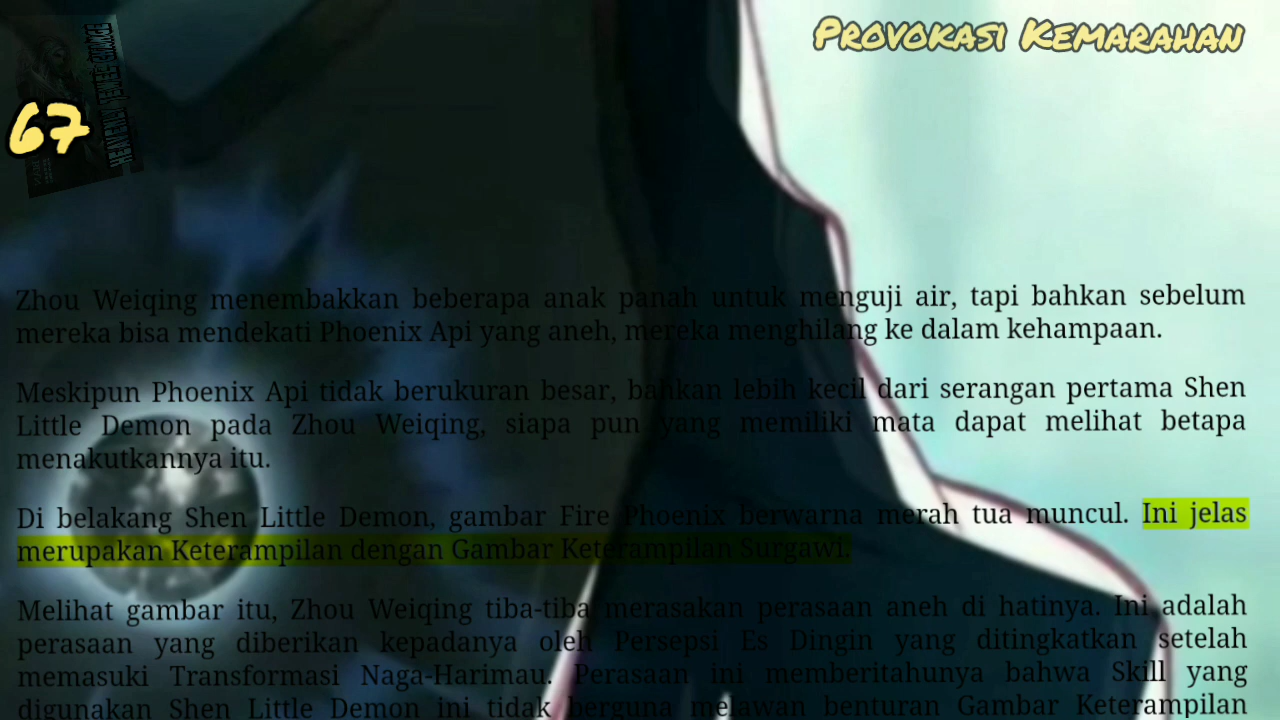 Provokasi Kemarahan
HEAVENLY JEWEL CHANGE
67
Zhou Weiqing menembakkan beberapa anak panah untuk menguji air, tapi bahkan sebelum
mereka bisa mendekati Phoenix Api yang aneh, mereka menghilang ke dalam kehampaan.
Meskipun Phoenix Api tidak berukuran besar, bahkan lebih kecil dari serangan pertama Shen
Little Demon pada Zhou Weiqing, siapa pun yang memiliki mata dapat melihat betapa
menakutkannya itu.
Di belakang Shen Little Demon, gambar Fire Phoenix berwarna merah tua muncul. Ini jelas
merupakan Keterampilan dengan Gambar Keterampilan Surgawi.
Melihat gambar itu, Zhou Weiqing tiba-tiba merasakan perasaan aneh di hatinya. Ini adalah
perasaan yang diberikan kepadanya oleh Persepsi Es Dingin yang ditingkatkan setelah
memasuki Transformasi Naga-Harimau. Perasaan ini memberitahunya bahwa Skill yang
digunakan Shen Little Demon ini tidak berguna melawan benturan Gambar Keterampilan